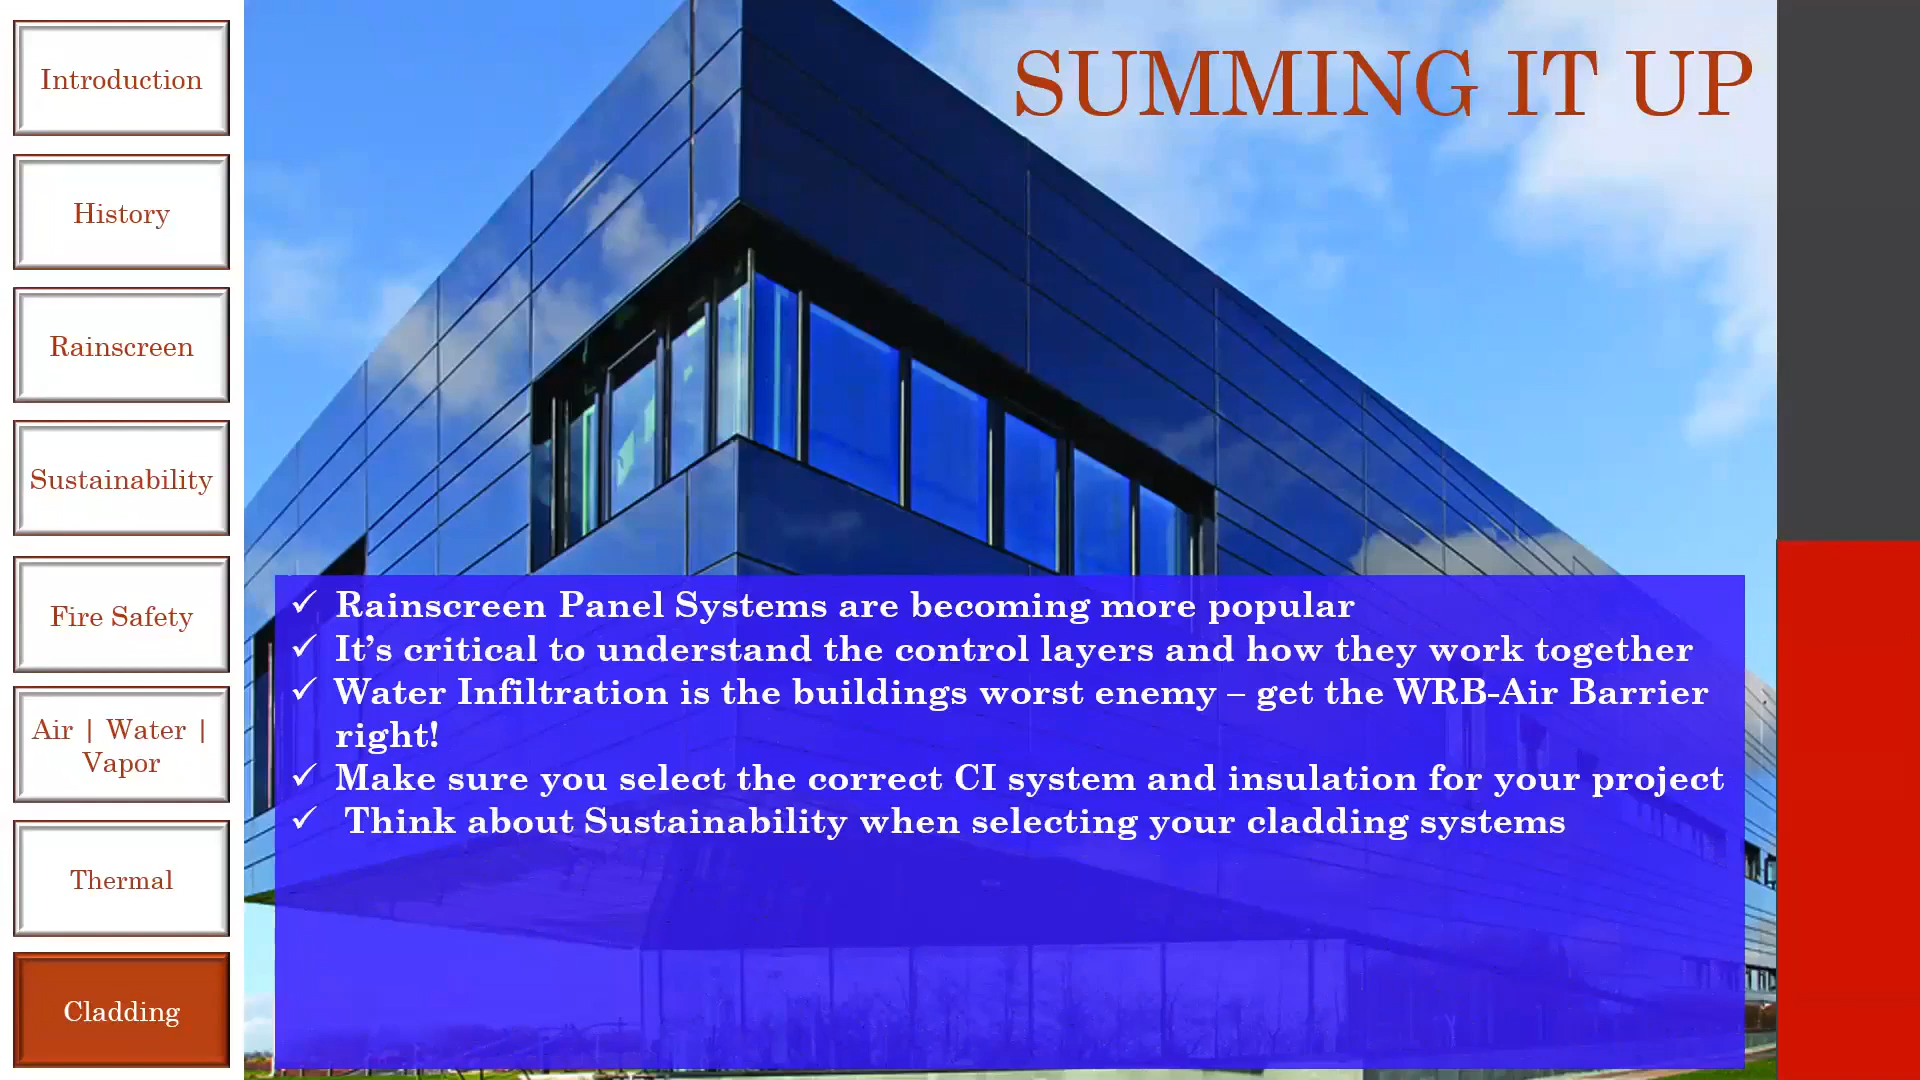 Introduction
History
Rainscreen
Sustainability
Fire Safety
Air | Water |
Vapor
Thermal
Cladding
SUMMING IT UP
✓ Rainscreen Panel Systems are becoming more popular
✓ It’s critical to understand the control layers and how they work together
✓ Water Infiltration is the buildings worst enemy – get the WRB-Air Barrier
right!
✓ Make sure you select the correct CI system and insulation for your project
✓ Think about Sustainability when selecting your cladding systems